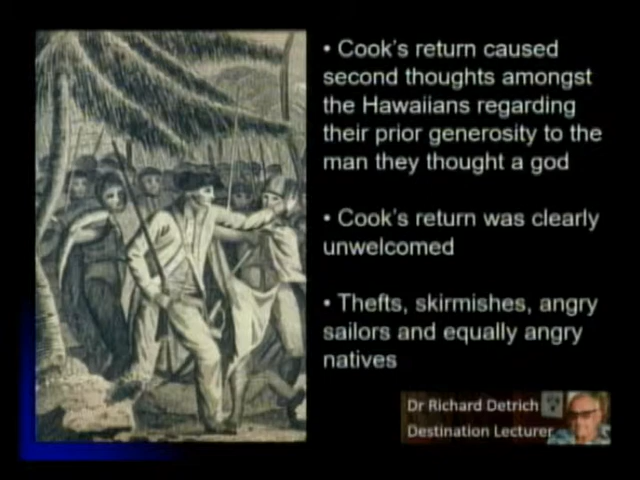 • Cook's return caused
second thoughts amongst
the Hawaiians regarding
their prior generosity to the
man they thought a god
• Cook's return was clearly
unwelcomed
• Thefts, skirmishes, angry
sailors and equally angry
natives
Dr Richard Detrich
Destination Lecturer